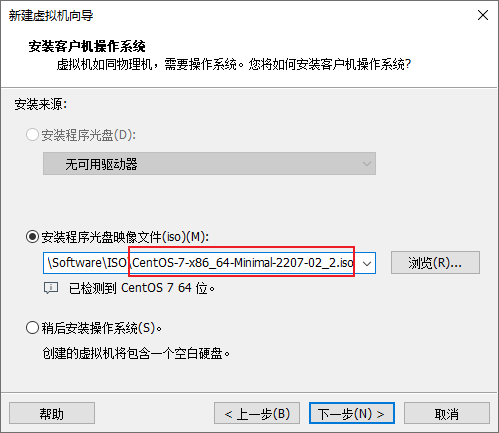 新建虚拟机向导
安装客户机操作系统
虚拟机如同物理机，需要操作系统。您将如何安装客户机操作系统?
安装来源:
安装程序光盘(D):
无可用驱动器
安装程序光盘映像文件(iso)(M):
\Software\ISO\CentOS-7-x86_64-Minimal-2207-02_2.iso
浏览(R)...
已检测到 CentOS 7 64 位。
稍后安装操作系统(S)。
创建的虚拟机将包含一个空白硬盘。
帮助
< 上一步(B)
下一步(N) >
取消